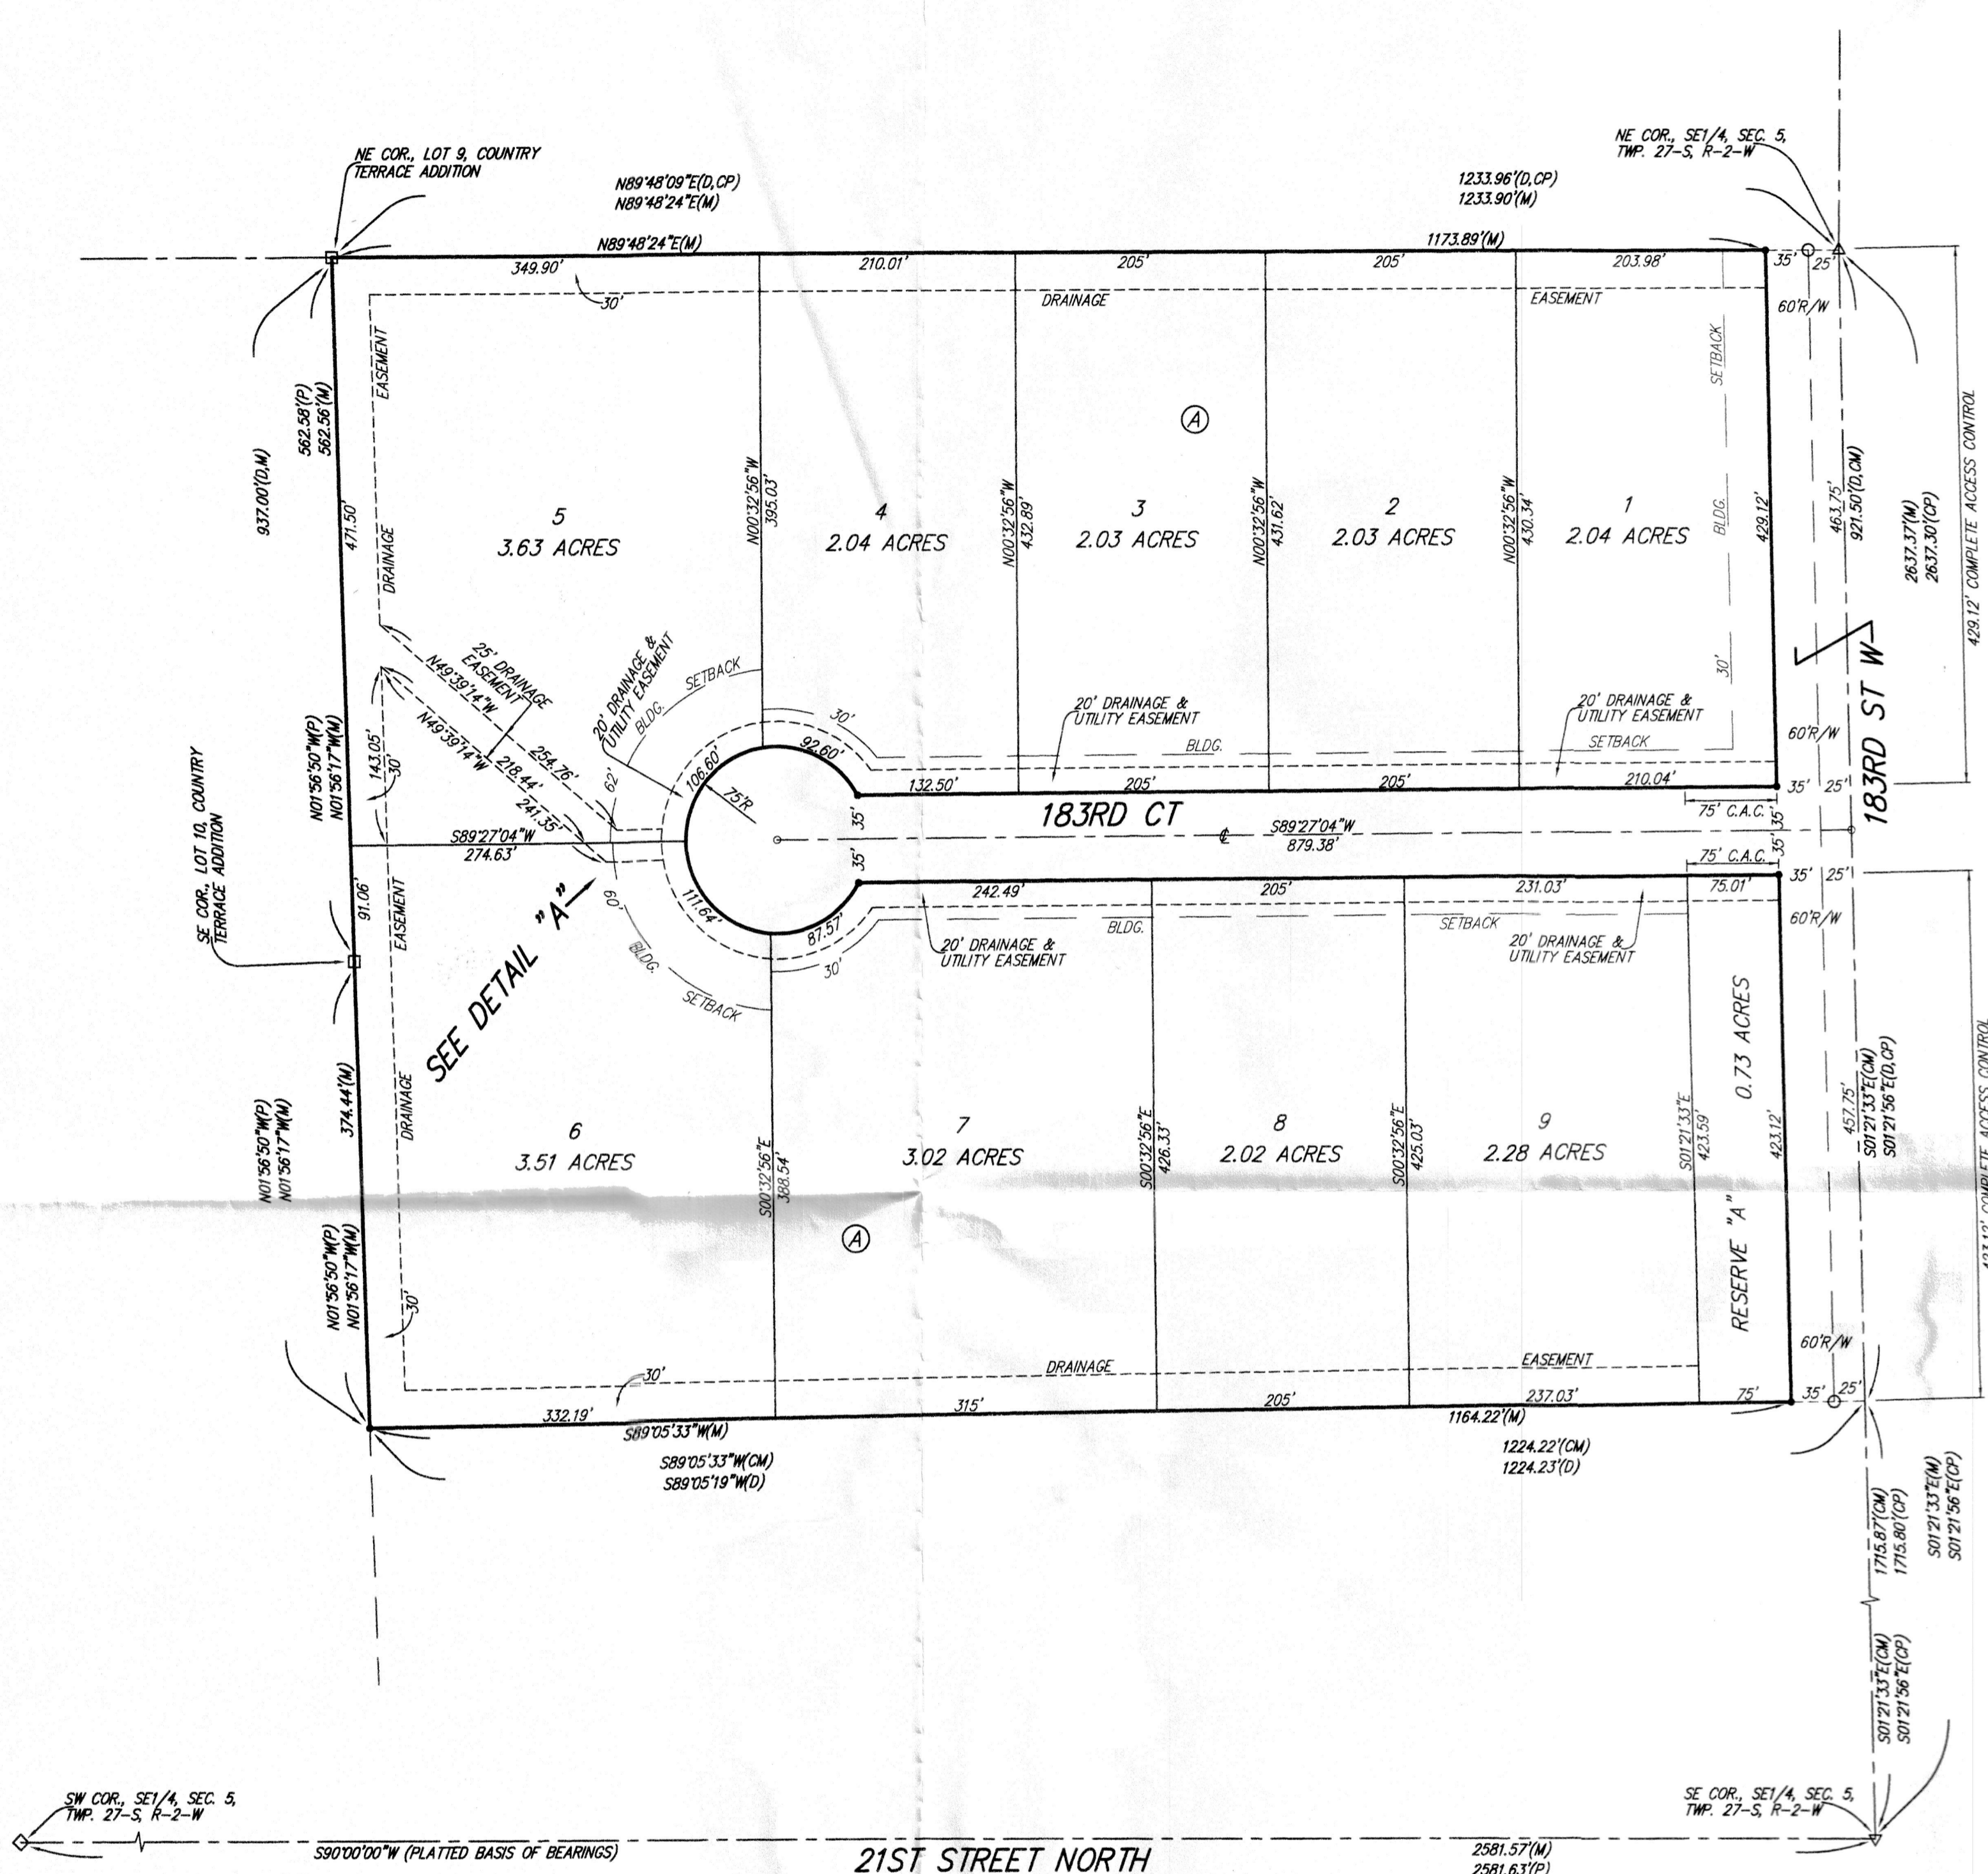 NE COR., LOT 9, COUNTRY
TERRACE ADDITION
N89°48'09"E(D,CP)
N89°48'24"E(M)
1233.96'(D,CP)
1233.90'(M)
NE COR., SE1/4, SEC. 5,
TWP. 27-S, R-2-W
N89°48'24"E(M)
1173.89'(M)
349.90'
210.01'
205'
205'
203.98'
35'
25'
30'
DRAINAGE
EASEMENT
60'R/W
EASEMENT
DRAINAGE
SETBACK
BLDG.
30'
562.58'(P)
562.56'(M)
937.00'(D,M)
471.50'
A
5
3.63 ACRES
N00°32'56"W
395.03'
4
2.04 ACRES
N00°32'56"W
432.89'
3
2.03 ACRES
N00°32'56"W
431.62'
2
2.03 ACRES
N00°32'56"W
430.34'
1
2.04 ACRES
429.12'
463.75'
921.50'(D,CM)
2637.37'(M)
2637.30'(CP)
429.12' COMPLETE ACCESS CONTROL
183RD ST W
25' DRAINAGE
EASEMENT
N49°39'14"W
254.76'
N49°39'14"W
218.44'
241.35'
20' DRAINAGE &
UTILITY EASEMENT
BLDG.
SETBACK
62'
30'
20' DRAINAGE &
UTILITY EASEMENT
20' DRAINAGE &
UTILITY EASEMENT
BLDG.
SETBACK
60'R/W
N01°56'50"W(P)
N01°56'17"W(M)
143.05'
30'
106.60'
92.60'
75'R
132.50'
205'
205'
210.04'
35'
25'
183RD CT
75' C.A.C.
35'
35'
S89°27'04"W
879.38'
℄
S89°27'04"W
274.63'
35'
35'
75' C.A.C.
SE COR., LOT 10, COUNTRY
TERRACE ADDITION
91.06'
EASEMENT
SEE DETAIL "A"
60'
111.64'
87.57'
30'
BLDG.
SETBACK
242.49'
205'
231.03'
75.01'
35'
25'
60'R/W
BLDG.
SETBACK
20' DRAINAGE &
UTILITY EASEMENT
20' DRAINAGE &
UTILITY EASEMENT
374.44'(M)
DRAINAGE
N01°56'50"W(P)
N01°56'17"W(M)
N01°56'50"W(P)
N01°56'17"W(M)
30'
6
3.51 ACRES
S00°32'56"E
388.54'
7
3.02 ACRES
S00°32'56"E
426.33'
8
2.02 ACRES
S00°32'56"E
425.03'
9
2.28 ACRES
S01°21'33"E
423.59'
RESERVE "A" 0.73 ACRES
423.12'
457.75'
S01°21'33"E(CM)
S01°21'56"E(D,CP)
423.12' COMPLETE ACCESS CONTROL
A
30'
DRAINAGE
EASEMENT
60'R/W
332.19'
315'
205'
237.03'
75'
35'
25'
S89°05'33"W(M)
1164.22'(M)
S89°05'33"W(CM)
S89°05'19"W(D)
1224.22'(CM)
1224.23'(D)
1715.87'(CM)
1715.80'(CP)
S01°21'33"E(M)
S01°21'56"E(CP)
S01°21'33"E(CM)
S01°21'56"E(CP)
SW COR., SE1/4, SEC. 5,
TWP. 27-S, R-2-W
SE COR., SE1/4, SEC. 5,
TWP. 27-S, R-2-W
S90°00'00"W (PLATTED BASIS OF BEARINGS)
21ST STREET NORTH
2581.57'(M)
2581.63'(P)